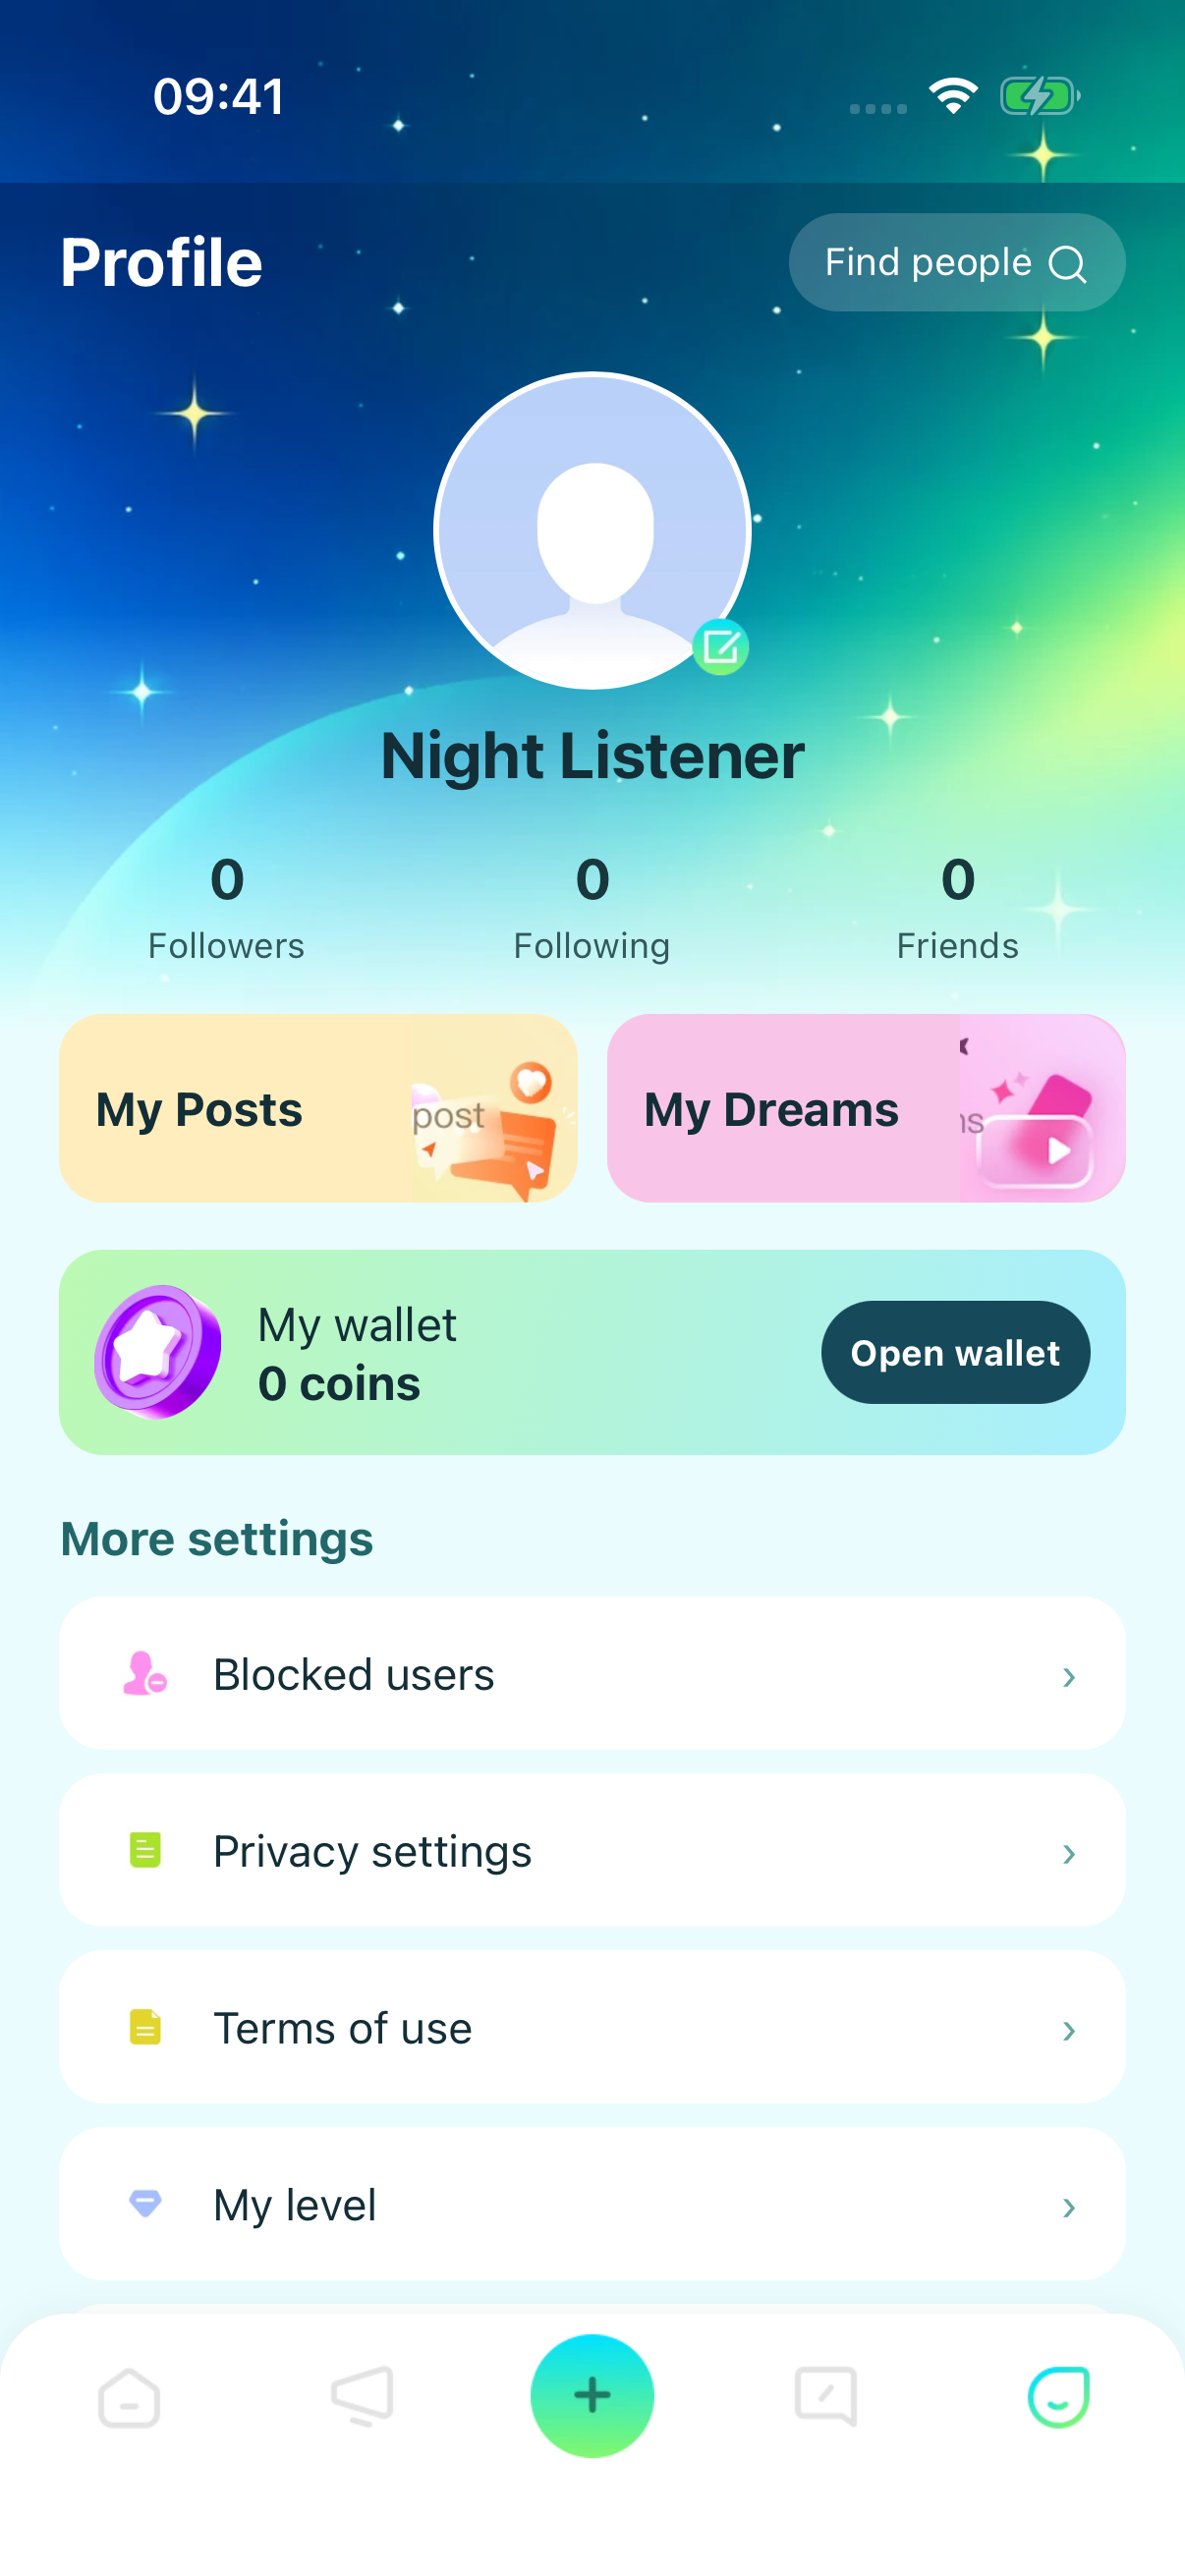 09:41
Profile
Find people
Night Listener
0
Followers
0
Following
0
Friends
My Posts
post
My Dreams
My wallet
0 coins
Open wallet
More settings
Blocked users
Privacy settings
Terms of use
My level